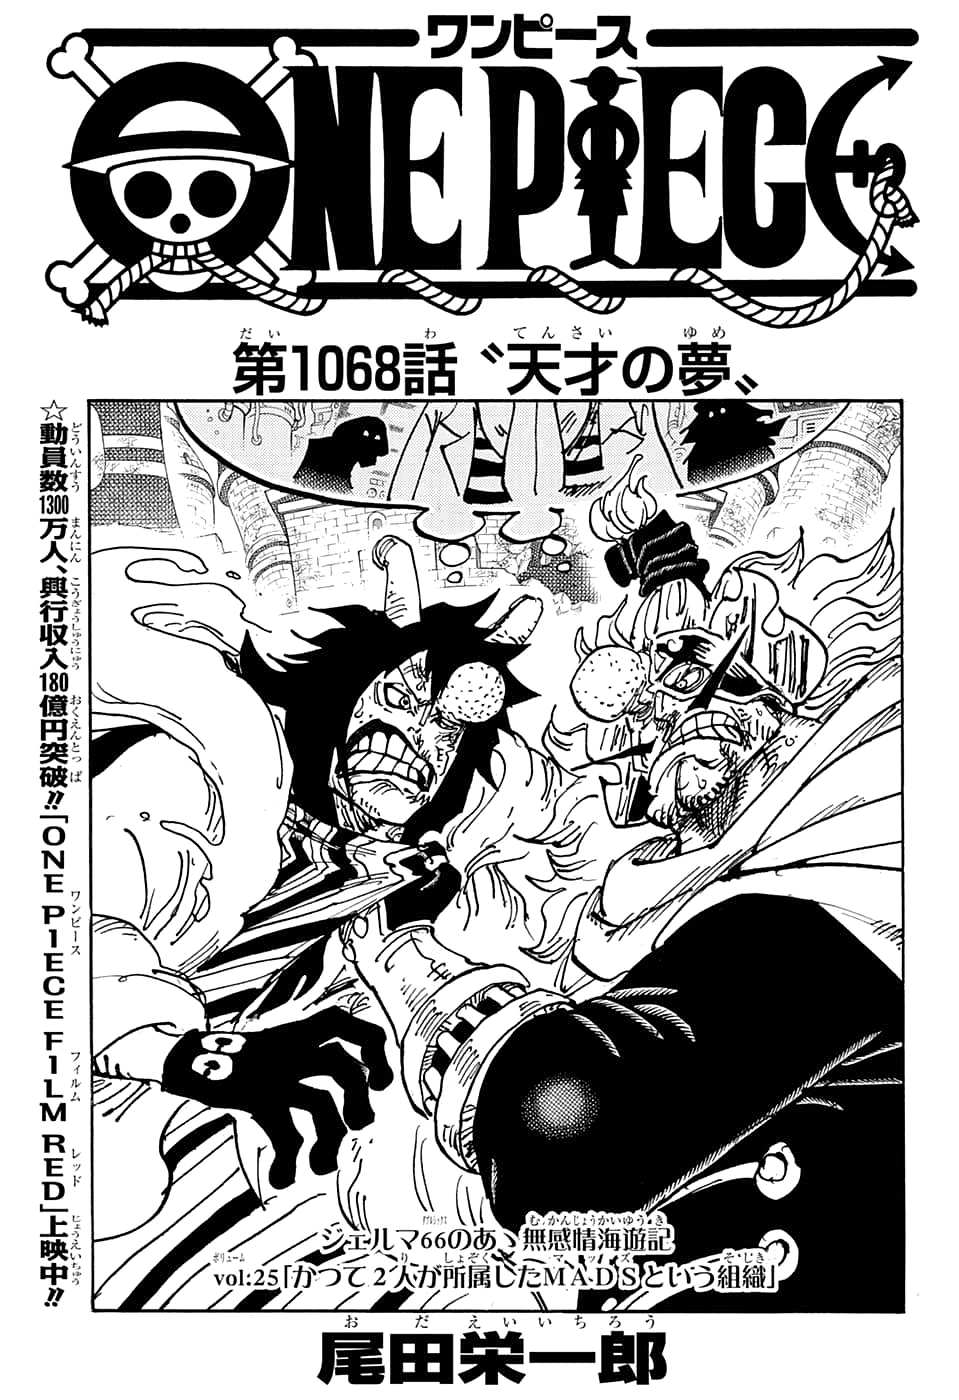 ワンピース
ONE PIECE
第1068話 〝天才の夢〟
☆動員数1300万人、興行収入180億円突破!!「ONE PIECE FILM RED」上映中!!
ジェルマ66のあゝ無感情海遊記
vol:25「かつて2人が所属したMADSという組織」
尾田栄一郎